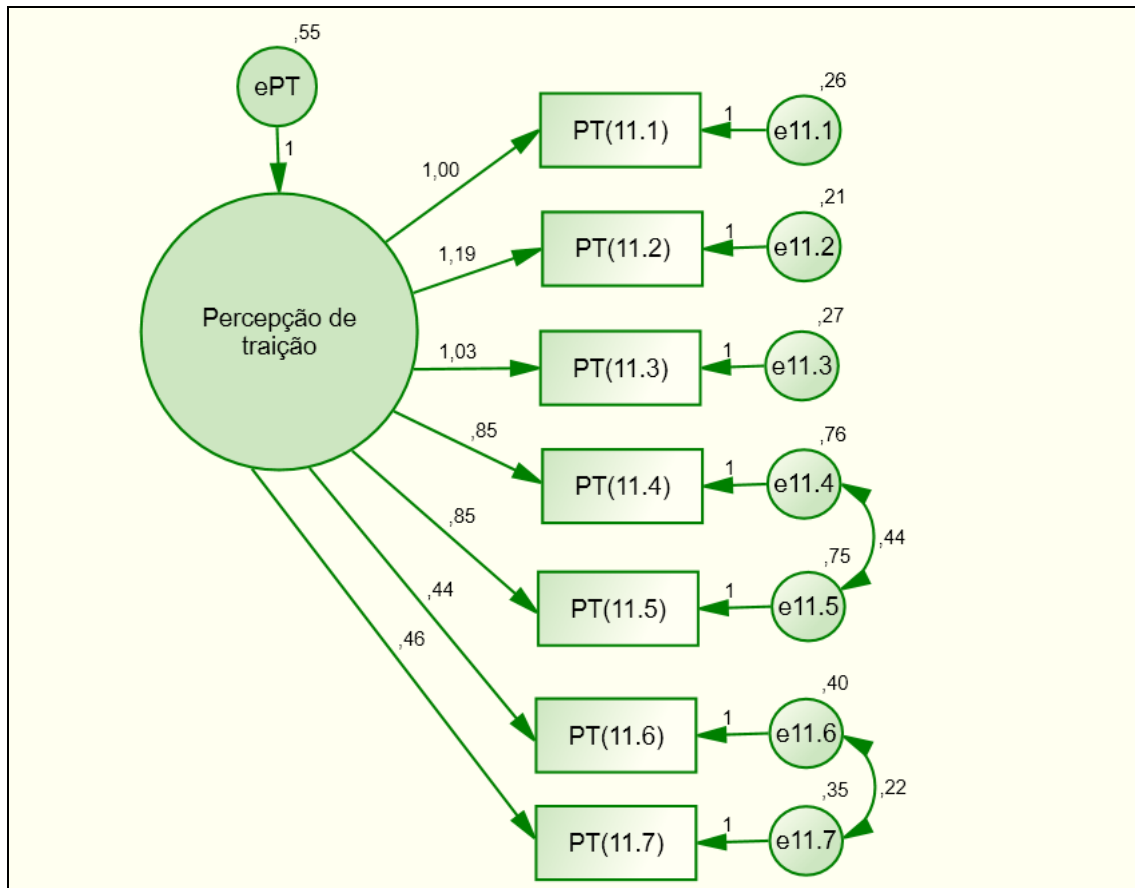 ,55
ePT
1
1,00
PT(11.1)
1
,26
e11.1
1,19
PT(11.2)
1
,21
e11.2
Percepção de
traição
1,03
PT(11.3)
1
,27
e11.3
,85
PT(11.4)
1
,76
e11.4
,44
,85
PT(11.5)
1
,75
e11.5
,44
PT(11.6)
1
,40
e11.6
,22
,46
PT(11.7)
1
,35
e11.7